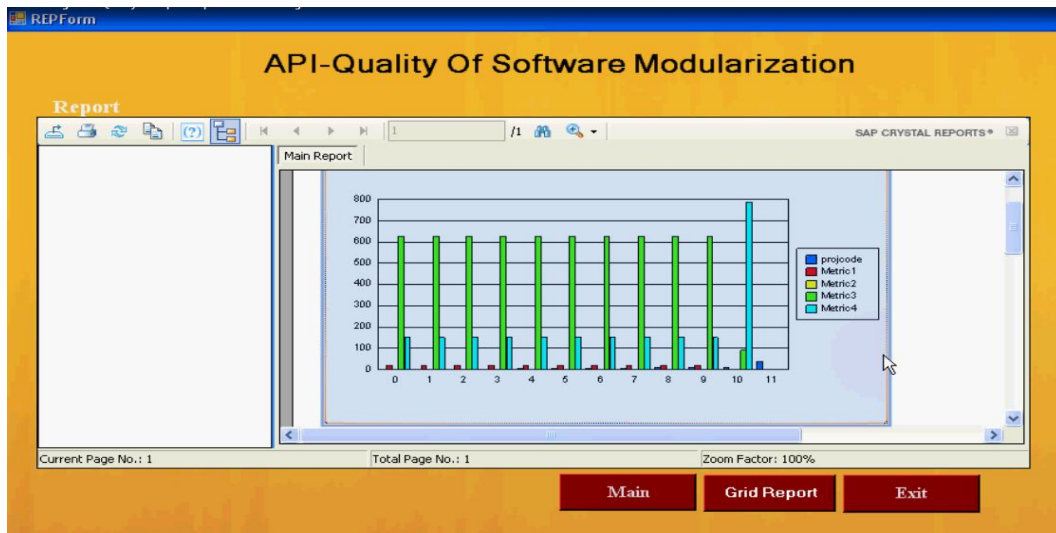 REPForm
API-Quality Of Software Modularization
Report
1 /1 SAP CRYSTAL REPORTS®
Main Report
800
700
600
500
400
300
200
100
0
0 1 2 3 4 5 6 7 8 9 10 11
projcode
Metric1
Metric2
Metric3
Metric4
Current Page No.: 1 Total Page No.: 1 Zoom Factor: 100%
Main Grid Report Exit